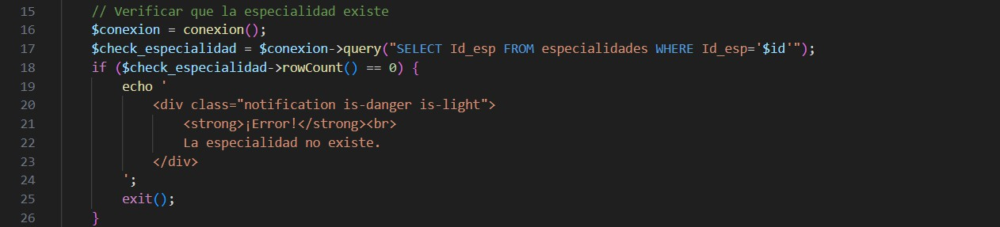 15 // Verificar que la especialidad existe
16 $conexion = conexion();
17 $check_especialidad = $conexion->query("SELECT Id_esp FROM especialidades WHERE Id_esp='$id'");
18 if ($check_especialidad->rowCount() == 0) {
19 echo '
20 <div class="notification is-danger is-light">
21 <strong>¡Error!</strong><br>
22 La especialidad no existe.
23 </div>
24 ';
25 exit();
26 }